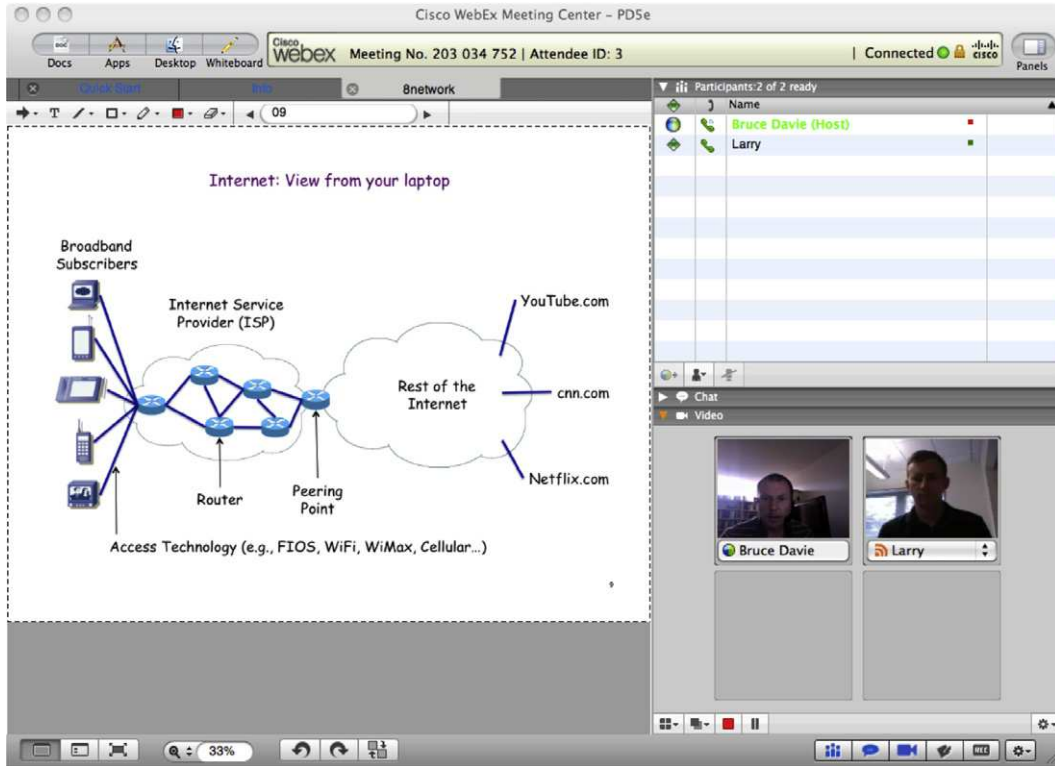 Cisco WebEx Meeting Center - PD5e
Docs
Apps
Desktop
Whiteboard
Cisco webex
Meeting No. 203 034 752 | Attendee ID: 3
| Connected
cisco
Panels
Quick Start
Info
8network
T
09
Participants:2 of 2 ready
Name
Bruce Davie (Host)
Larry
Internet: View from your laptop
Broadband
Subscribers
Internet Service
Provider (ISP)
YouTube.com
Rest of the
Internet
cnn.com
Netflix.com
Router
Peering
Point
Access Technology (e.g., FIOS, WiFi, WiMax, Cellular...)
9
Chat
Video
Bruce Davie
Larry
33%
REC